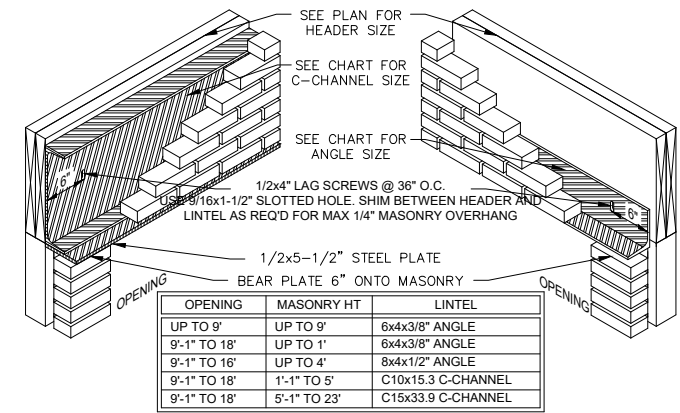 SEE PLAN FOR
HEADER SIZE
SEE CHART FOR
C-CHANNEL SIZE
SEE CHART FOR
ANGLE SIZE
6"
6"
1/2x4" LAG SCREWS @ 36" O.C.
USE 9/16x1-1/2" SLOTTED HOLE. SHIM BETWEEN HEADER AND
LINTEL AS REQ'D FOR MAX 1/4" MASONRY OVERHANG
1/2x5-1/2" STEEL PLATE
BEAR PLATE 6" ONTO MASONRY
OPENING
OPENING
OPENING MASONRY HT LINTEL
UP TO 9' UP TO 9' 6x4x3/8" ANGLE
9'-1" TO 18' UP TO 1' 6x4x3/8" ANGLE
9'-1" TO 16' UP TO 4' 8x4x1/2" ANGLE
9'-1" TO 18' 1'-1" TO 5' C10x15.3 C-CHANNEL
9'-1" TO 18' 5'-1" TO 23' C15x33.9 C-CHANNEL